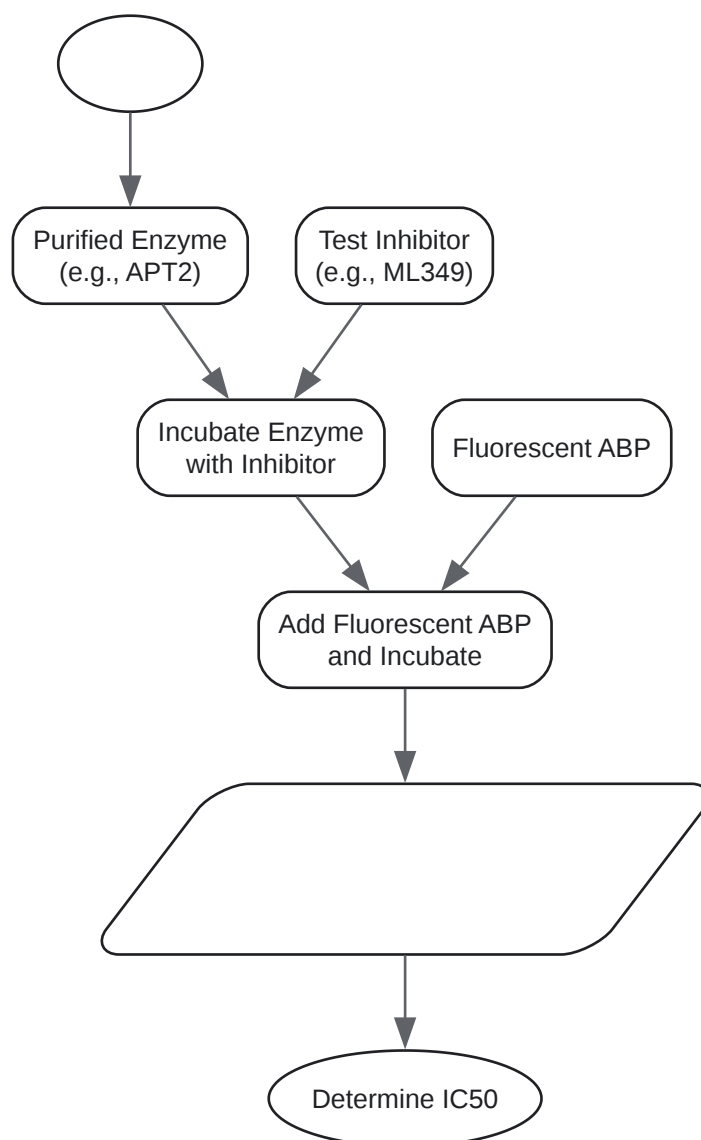 Purified Enzyme
(e.g., APT2)
Test Inhibitor
(e.g., ML349)
Incubate Enzyme
with Inhibitor
Fluorescent ABP
Add Fluorescent ABP
and Incubate
Determine IC50